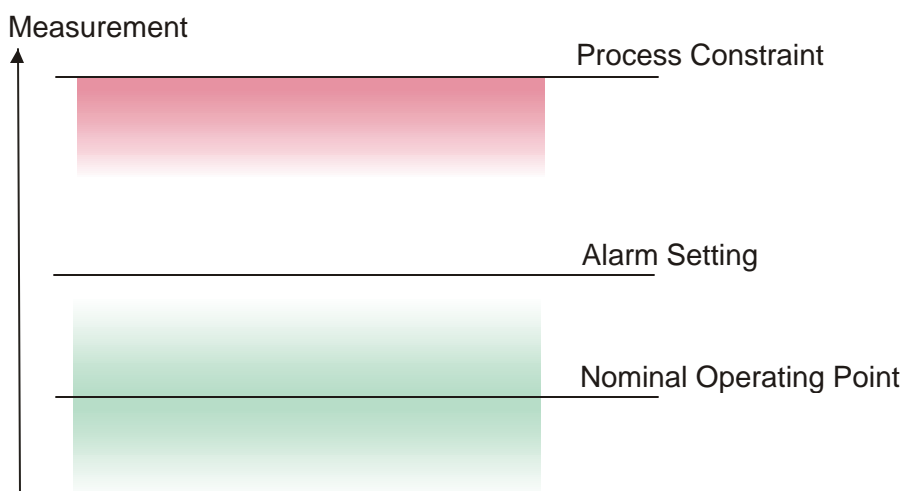 Measurement
Process Constraint
Alarm Setting
Nominal Operating Point